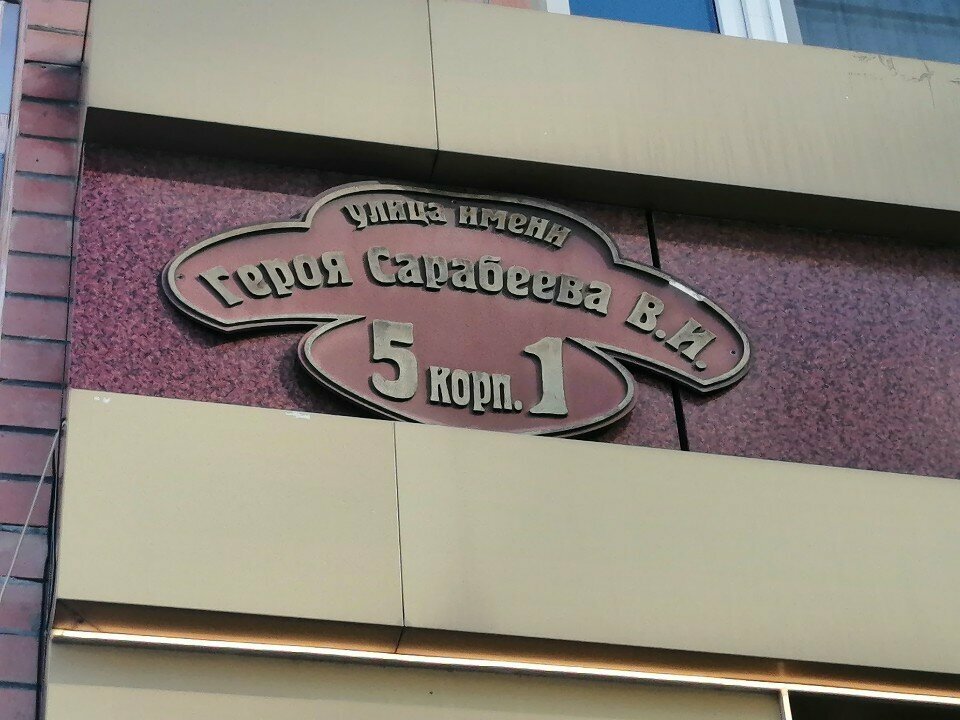 улица имени
Героя Сарабеева В.И.
5 корп. 1